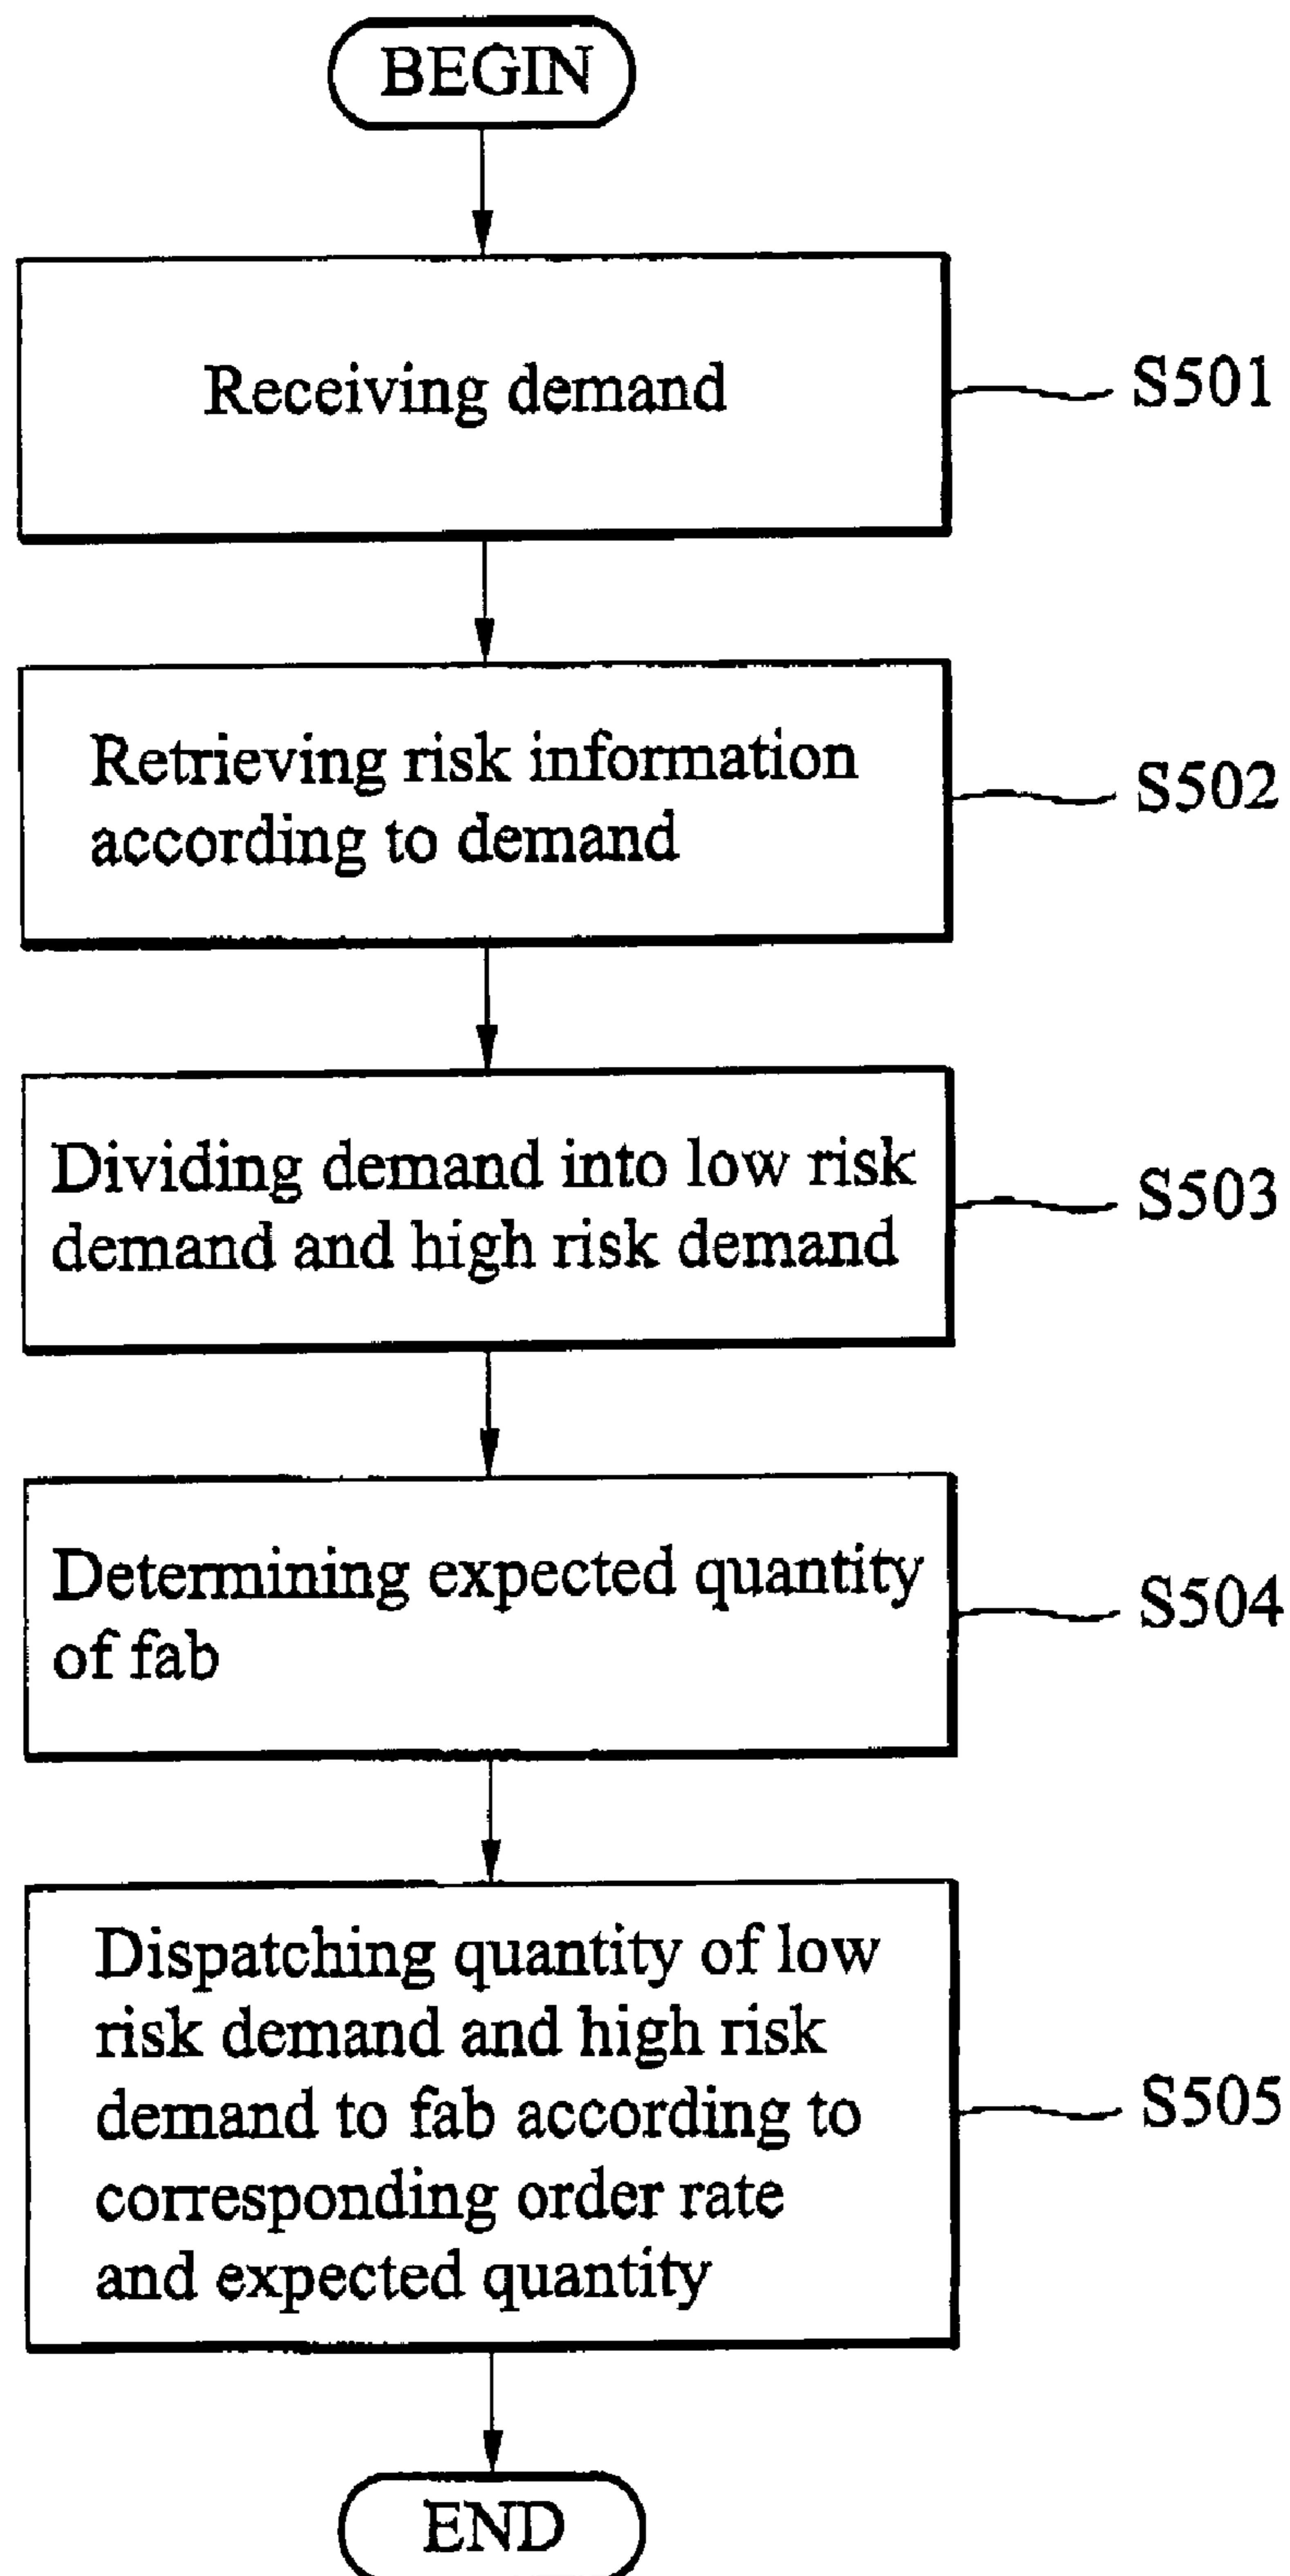 BEGIN
Receiving demand
S501
Retrieving risk information
according to demand
S502
Dividing demand into low risk
demand and high risk demand
S503
Determining expected quantity
of fab
S504
Dispatching quantity of low
risk demand and high risk
demand to fab according to
corresponding order rate
and expected quantity
S505
END